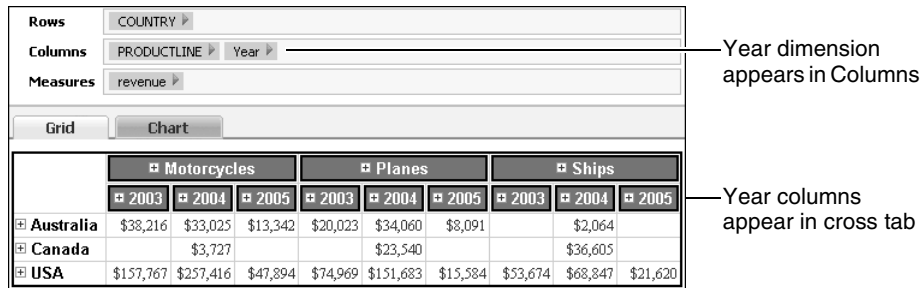 Rows COUNTRY
Columns PRODUCTLINE Year
Measures revenue
Year dimension
appears in Columns
Grid Chart
Motorcycles Planes Ships
2003 2004 2005 2003 2004 2005 2003 2004 2005
Year columns
appear in cross tab
Australia $38,216 $33,025 $13,342 $20,023 $34,060 $8,091 $2,064
Canada $3,727 $23,540 $36,605
USA $157,767 $257,416 $47,894 $74,969 $151,683 $15,584 $53,674 $68,847 $21,620